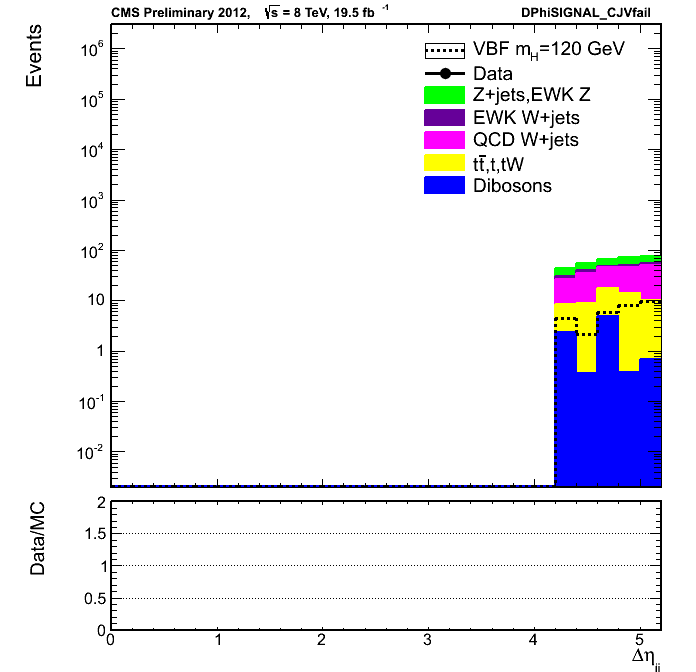 CMS Preliminary 2012, √s = 8 TeV, 19.5 fb⁻¹ DPhiSIGNAL_CJVfail
Events
VBF m_H=120 GeV
Data
Z+jets,EWK Z
EWK W+jets
QCD W+jets
tt̄,t,tW
Dibosons
10⁶
10⁵
10⁴
10³
10²
10
1
10⁻¹
10⁻²
Data/MC
2
1.5
1
0.5
0
0 1 2 3 4 5
Δη_jj